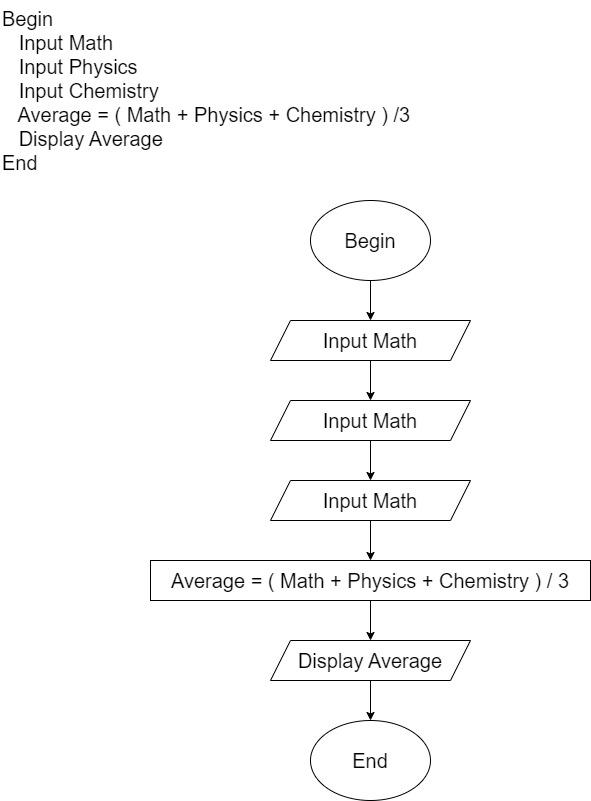 Begin
Input Math
Input Physics
Input Chemistry
Average = ( Math + Physics + Chemistry ) /3
Display Average
End
Begin
Input Math
Input Math
Input Math
Average = ( Math + Physics + Chemistry ) / 3
Display Average
End